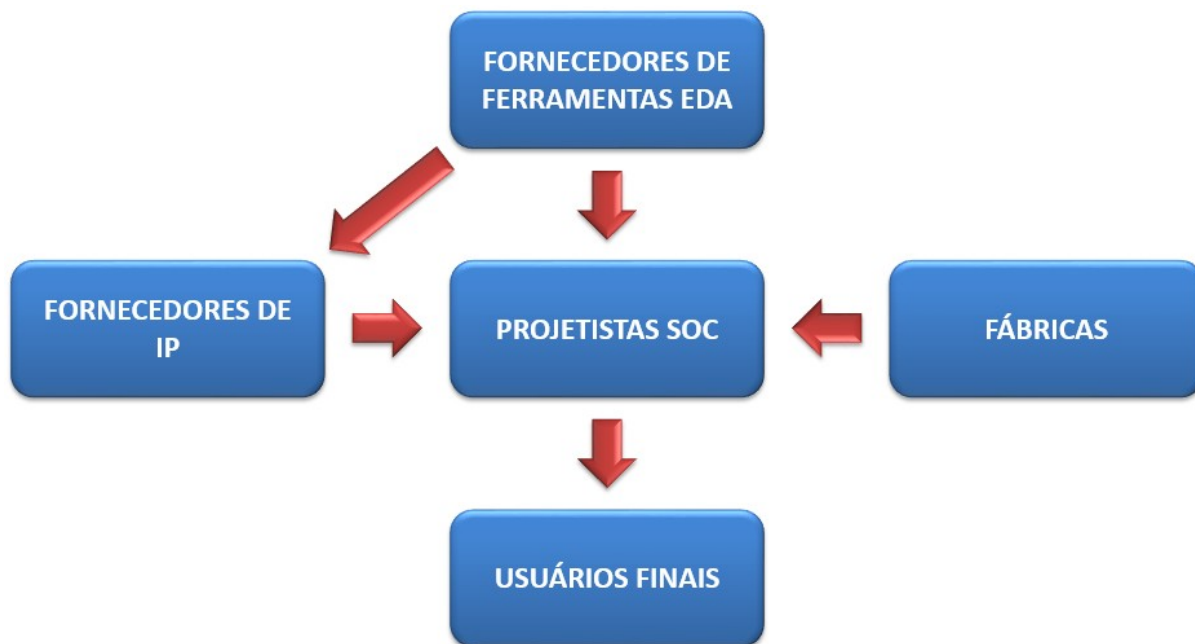 FORNECEDORES DE
FERRAMENTAS EDA
FORNECEDORES DE
IP
PROJETISTAS SOC
FÁBRICAS
USUÁRIOS FINAIS